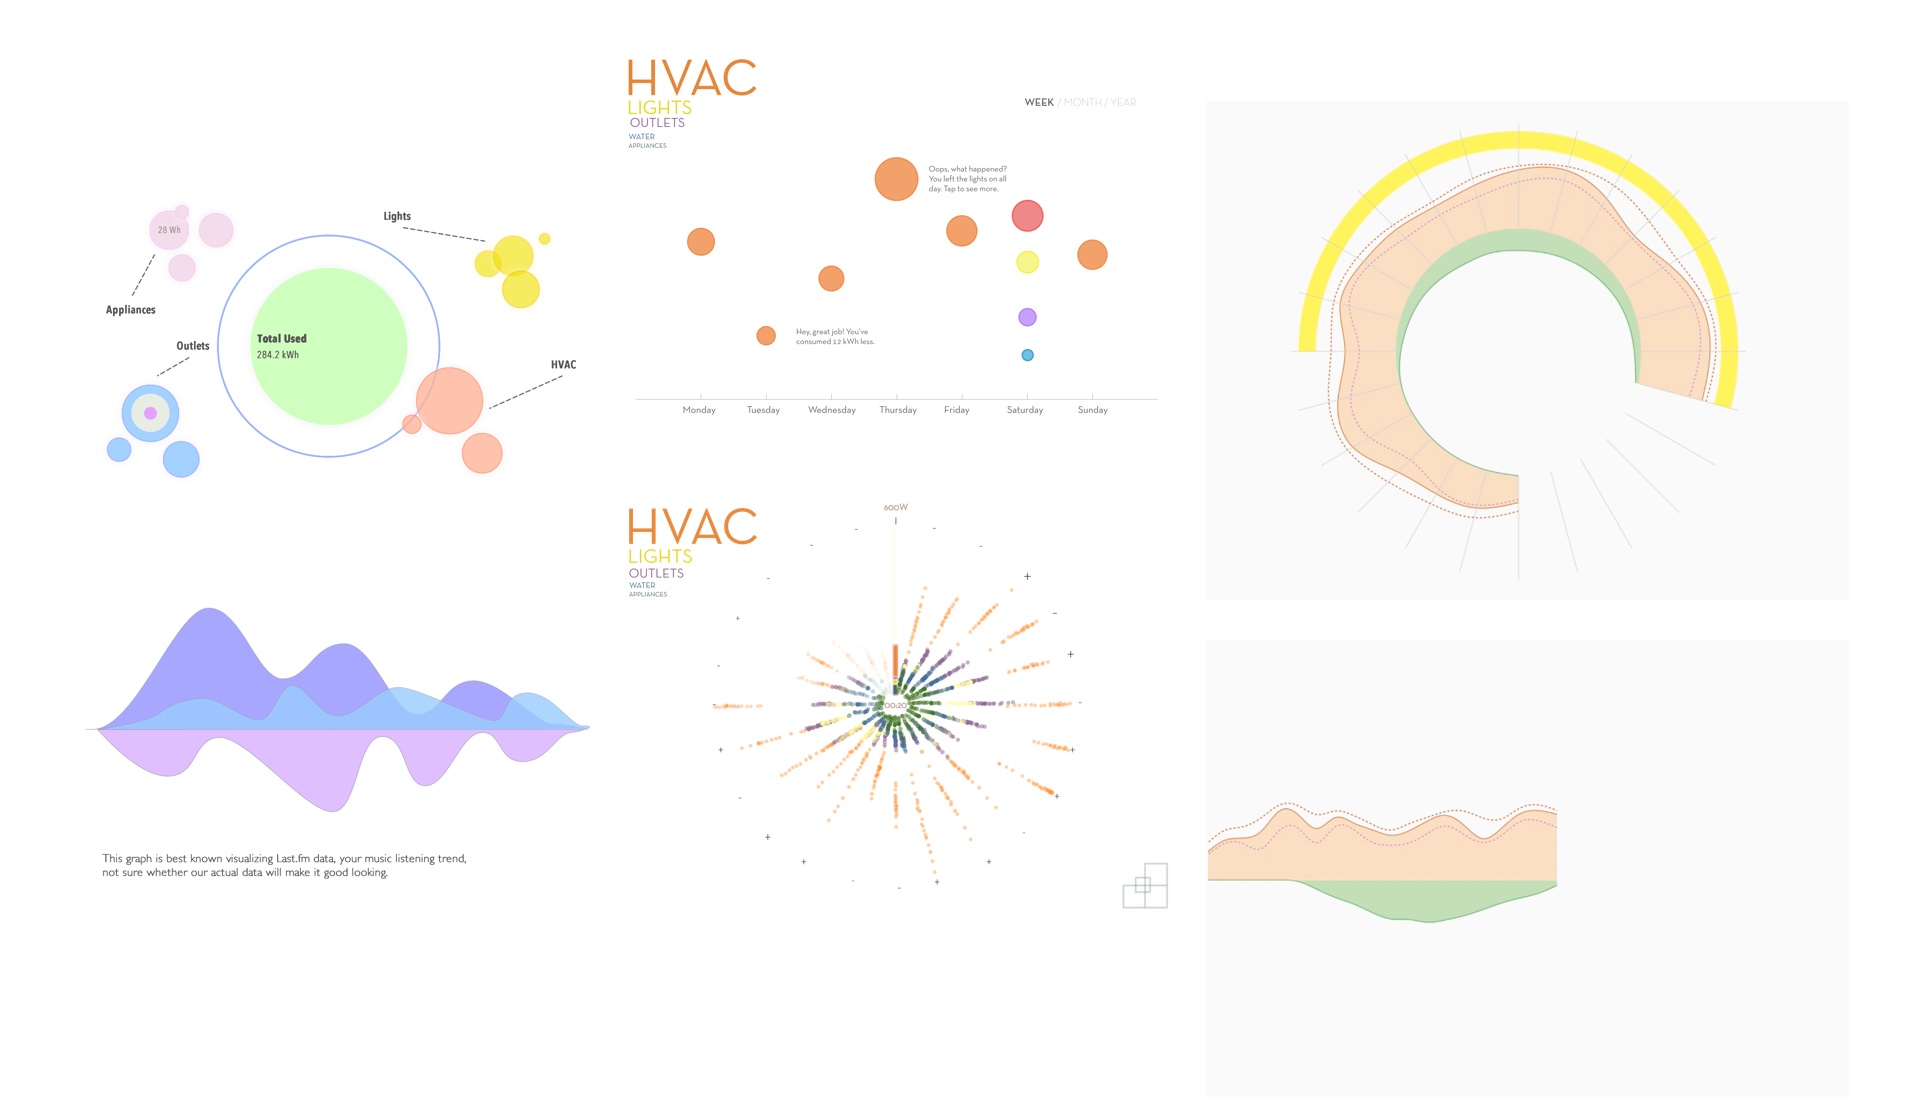 28 Wh
Appliances
Lights
Outlets
Total Used
284.2 kWh
HVAC
This graph is best known visualizing Last.fm data, your music listening trend,
not sure whether our actual data will make it good looking.
HVAC
LIGHTS
OUTLETS
WATER
APPLIANCES
WEEK / MONTH / YEAR
Oops, what happened?
You left the lights on all
day. Tap to see more.
Hey, great job! You've
consumed 12 kWh less.
Monday Tuesday Wednesday Thursday Friday Saturday Sunday
HVAC
LIGHTS
OUTLETS
WATER
APPLIANCES
600W
00:20